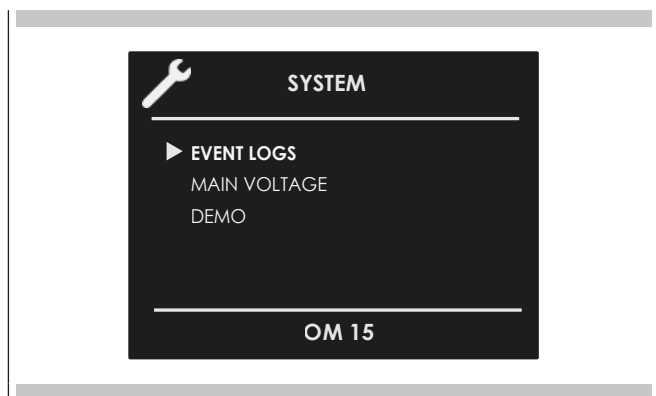 SYSTEM
EVENT LOGS
MAIN VOLTAGE
DEMO
OM 15